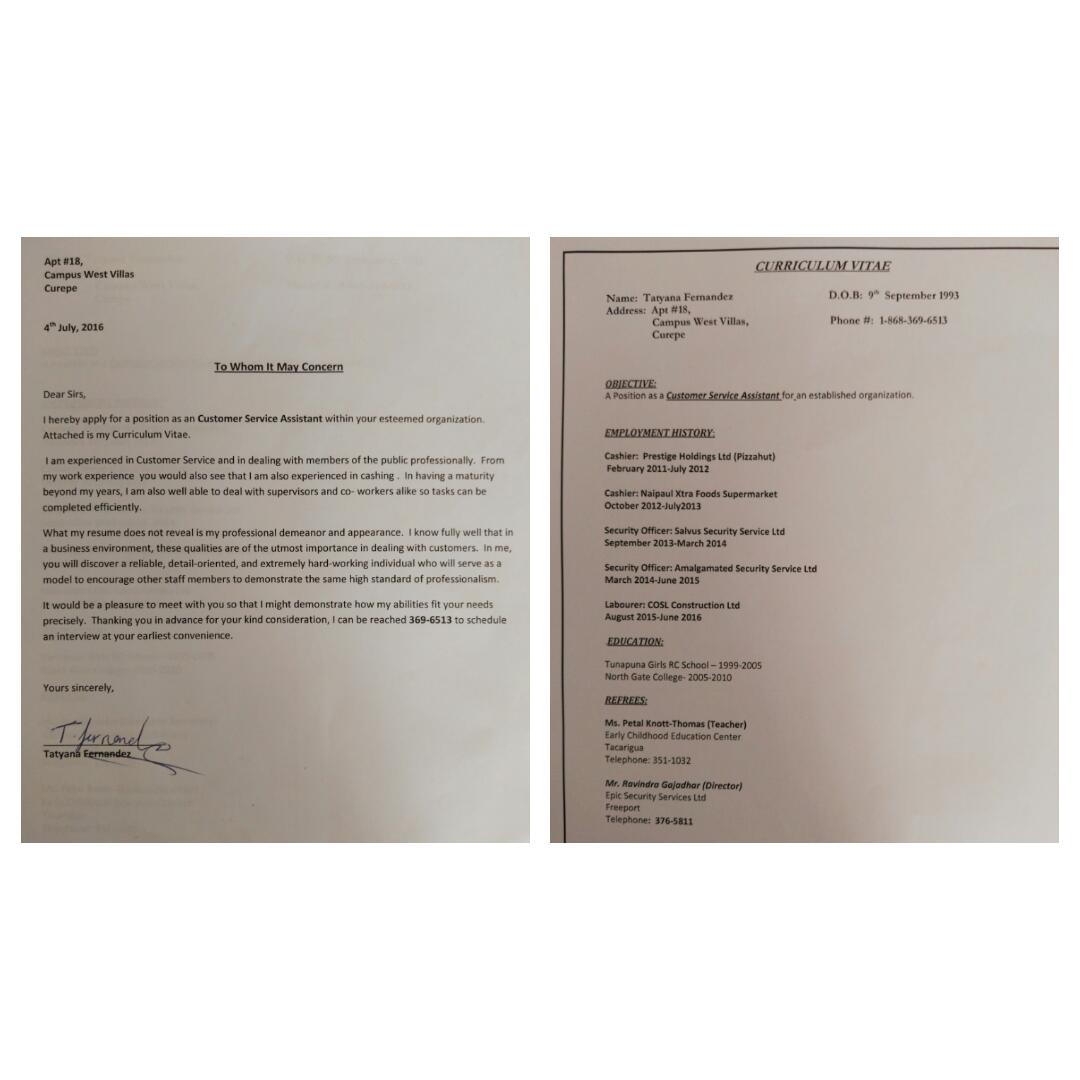 Apt #18,
Campus West Villas
Curepe
4th July, 2016
To Whom It May Concern
Dear Sirs,
I hereby apply for a position as an Customer Service Assistant within your esteemed organization.
Attached is my Curriculum Vitae.
I am experienced in Customer Service and in dealing with members of the public professionally. From
my work experience you would also see that I am also experienced in cashing . In having a maturity
beyond my years, I am also well able to deal with supervisors and co- workers alike so tasks can be
completed efficiently.
What my resume does not reveal is my professional demeanor and appearance. I know fully well that in
a business environment, these qualities are of the utmost importance in dealing with customers. In me,
you will discover a reliable, detail-oriented, and extremely hard-working individual who will serve as a
model to encourage other staff members to demonstrate the same high standard of professionalism.
It would be a pleasure to meet with you so that I might demonstrate how my abilities fit your needs
precisely. Thanking you in advance for your kind consideration, I can be reached 369-6513 to schedule
an interview at your earliest convenience.
Yours sincerely,
T. Fernandez
Tatyana Fernandez
CURRICULUM VITAE
Name: Tatyana Fernandez
Address: Apt #18,
Campus West Villas,
Curepe
D.O.B: 9th September 1993
Phone #: 1-868-369-6513
OBJECTIVE:
A Position as a Customer Service Assistant for an established organization.
EMPLOYMENT HISTORY:
Cashier: Prestige Holdings Ltd (Pizzahut)
February 2011-July 2012
Cashier: Naipaul Xtra Foods Supermarket
October 2012-July2013
Security Officer: Salvus Security Service Ltd
September 2013-March 2014
Security Officer: Amalgamated Security Service Ltd
March 2014-June 2015
Labourer: COSL Construction Ltd
August 2015-June 2016
EDUCATION:
Tunapuna Girls RC School – 1999-2005
North Gate College- 2005-2010
REFREES:
Ms. Petal Knott-Thomas (Teacher)
Early Childhood Education Center
Tacarigua
Telephone: 351-1032
Mr. Ravindra Gajadhar (Director)
Epic Security Services Ltd
Freeport
Telephone: 376-5811